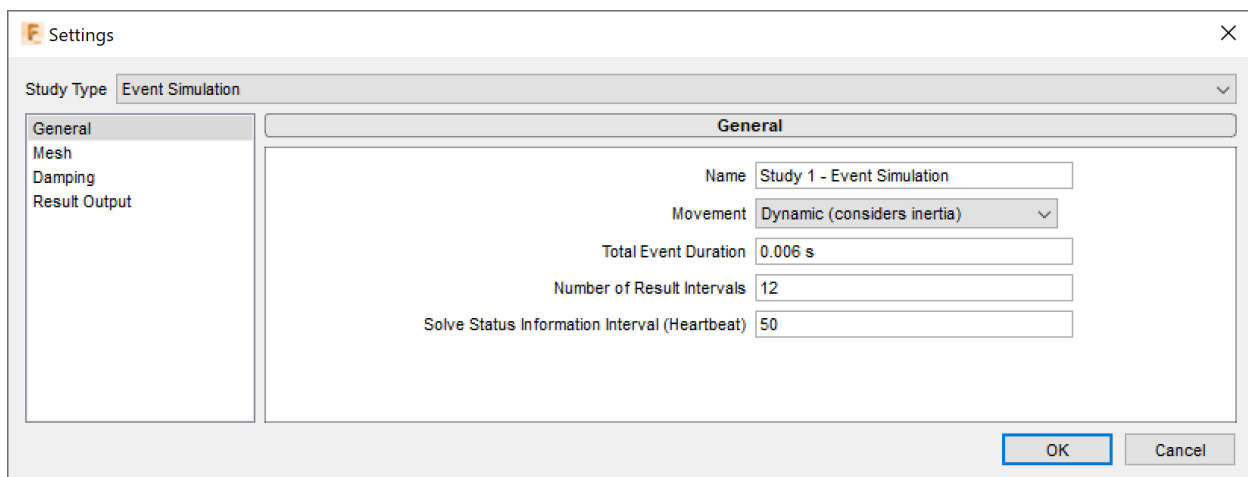 Settings
Study Type Event Simulation
General
Mesh
Damping
Result Output
General
Name Study 1 - Event Simulation
Movement Dynamic (considers inertia)
Total Event Duration 0.006 s
Number of Result Intervals 12
Solve Status Information Interval (Heartbeat) 50
OK Cancel